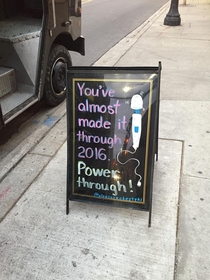 You've
almost
made it
through
2016.
Power
through!